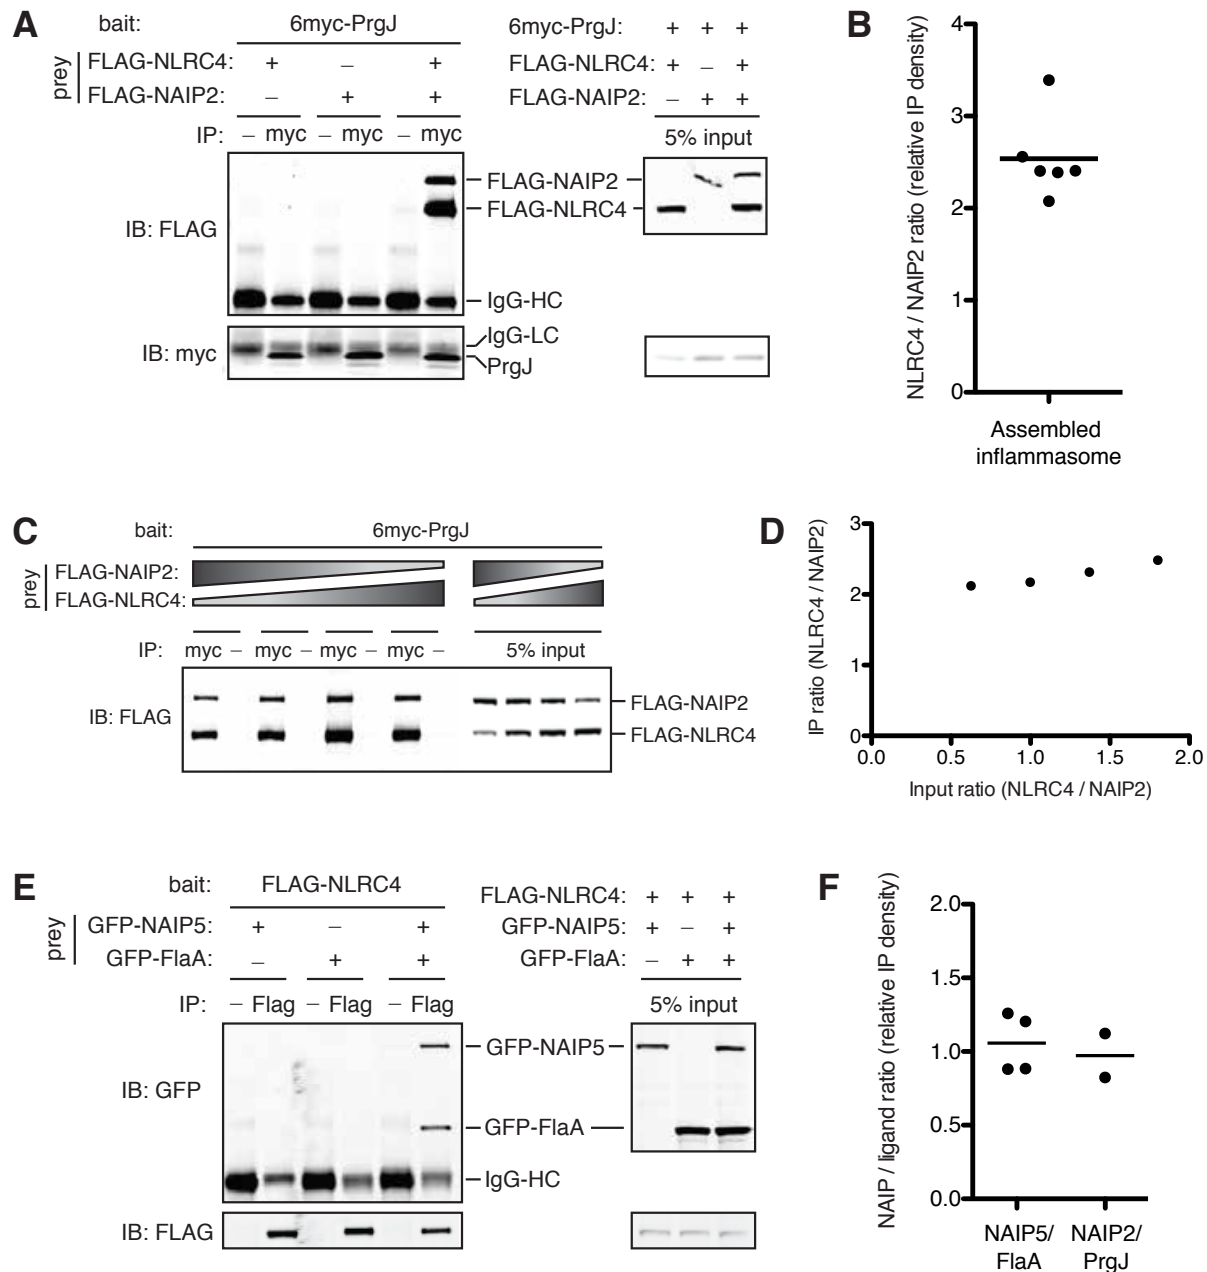 A
bait: 6myc-PrgJ
prey
FLAG-NLRC4: + – +
FLAG-NAIP2: – + +
IP: – myc – myc – myc
FLAG-NAIP2
FLAG-NLRC4
IB: FLAG
IgG-HC
IgG-LC
IB: myc
PrgJ
6myc-PrgJ: + + +
FLAG-NLRC4: + – +
FLAG-NAIP2: – + +
5% input
B
NLRC4 / NAIP2 ratio (relative IP density)
4
3
2
1
0
Assembled
inflammasome
C
bait: 6myc-PrgJ
prey
FLAG-NAIP2:
FLAG-NLRC4:
IP: myc – myc – myc – myc – 5% input
IB: FLAG
FLAG-NAIP2
FLAG-NLRC4
D
IP ratio (NLRC4 / NAIP2)
3
2
1
0
0.0 0.5 1.0 1.5 2.0
Input ratio (NLRC4 / NAIP2)
E
bait: FLAG-NLRC4
prey
GFP-NAIP5: + – +
GFP-FlaA: – + +
IP: – Flag – Flag – Flag
GFP-NAIP5
IB: GFP
GFP-FlaA
IgG-HC
IB: FLAG
FLAG-NLRC4: + + +
GFP-NAIP5: + – +
GFP-FlaA: – + +
5% input
F
NAIP / ligand ratio (relative IP density)
2.0
1.5
1.0
0.5
0.0
NAIP5/ NAIP2/
FlaA PrgJ